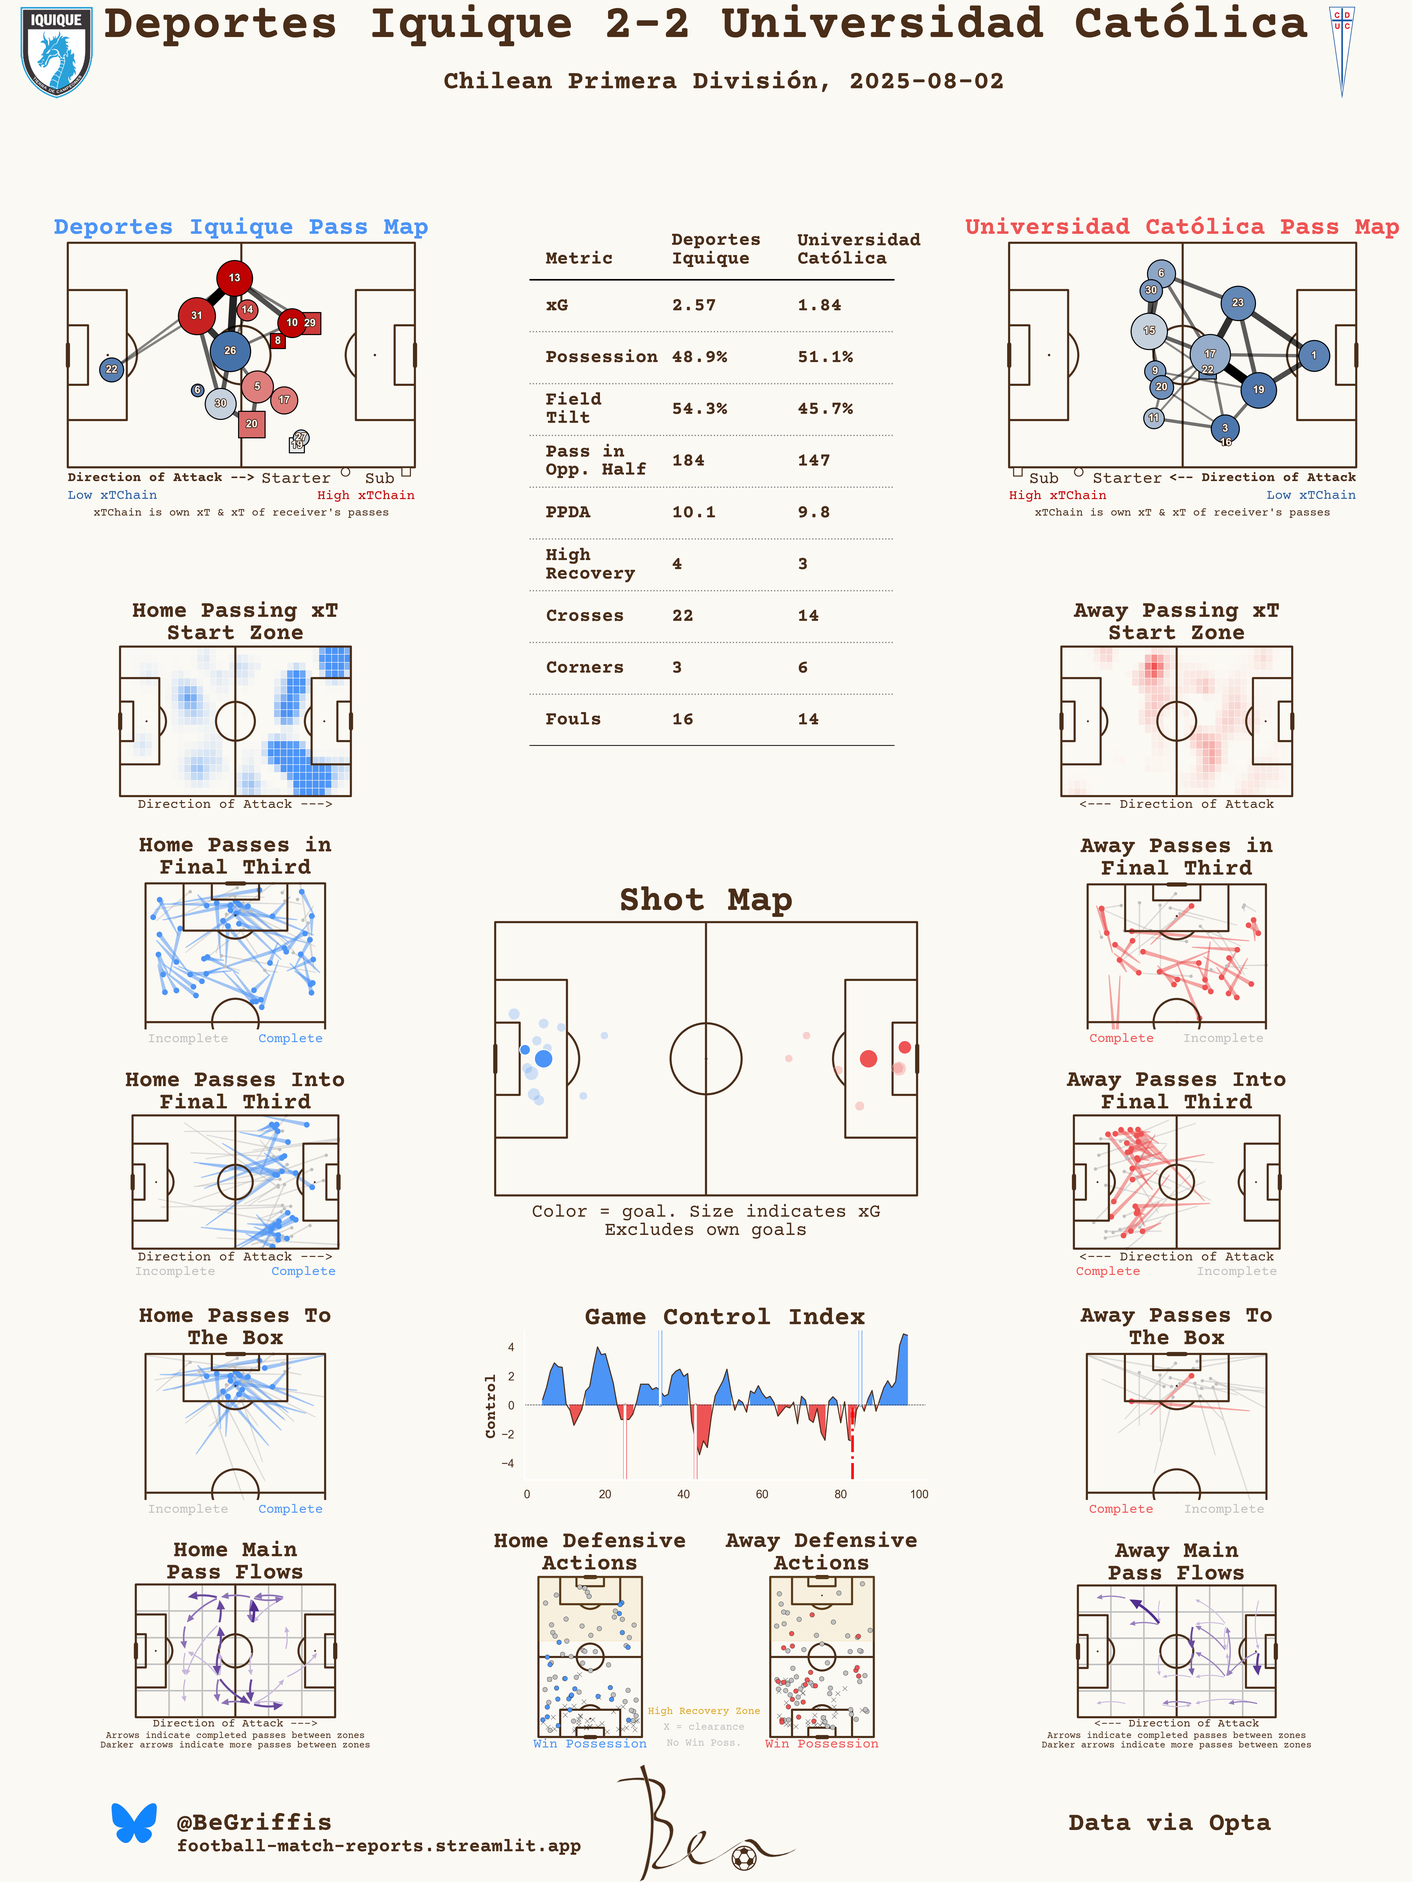 Deportes Iquique 2-2 Universidad Católica
IQUIQUE
C D
U C
Chilean Primera División, 2025-08-02
Deportes Iquique Pass Map
13
31
14
10
29
8
26
22
6
5
30
17
20
27
19
Direction of Attack --> Starter Sub
Low xTChain High xTChain
xTChain is own xT & xT of receiver's passes
Metric Deportes Iquique Universidad Católica
xG 2.57 1.84
Possession 48.9% 51.1%
Field Tilt 54.3% 45.7%
Pass in Opp. Half 184 147
PPDA 10.1 9.8
High Recovery 4 3
Crosses 22 14
Corners 3 6
Fouls 16 14
Universidad Católica Pass Map
6
30
23
15
17
1
9
22
20
19
11
3
16
Sub Starter <-- Direction of Attack
High xTChain Low xTChain
xTChain is own xT & xT of receiver's passes
Home Passing xT
Start Zone
Direction of Attack --->
Away Passing xT
Start Zone
<--- Direction of Attack
Home Passes in
Final Third
Incomplete Complete
Away Passes in
Final Third
Complete Incomplete
Shot Map
Color = goal. Size indicates xG
Excludes own goals
Home Passes Into
Final Third
Direction of Attack --->
Incomplete Complete
Away Passes Into
Final Third
<--- Direction of Attack
Complete Incomplete
Home Passes To
The Box
Incomplete Complete
Game Control Index
Control
4
2
0
−2
−4
0 20 40 60 80 100
Away Passes To
The Box
Complete Incomplete
Home Main
Pass Flows
Direction of Attack --->
Arrows indicate completed passes between zones
Darker arrows indicate more passes between zones
Home Defensive
Actions
Win Possession
Away Defensive
Actions
Win Possession
High Recovery Zone
X = clearance
No Win Poss.
Away Main
Pass Flows
<--- Direction of Attack
Arrows indicate completed passes between zones
Darker arrows indicate more passes between zones
@BeGriffis
football-match-reports.streamlit.app
Ben
Data via Opta